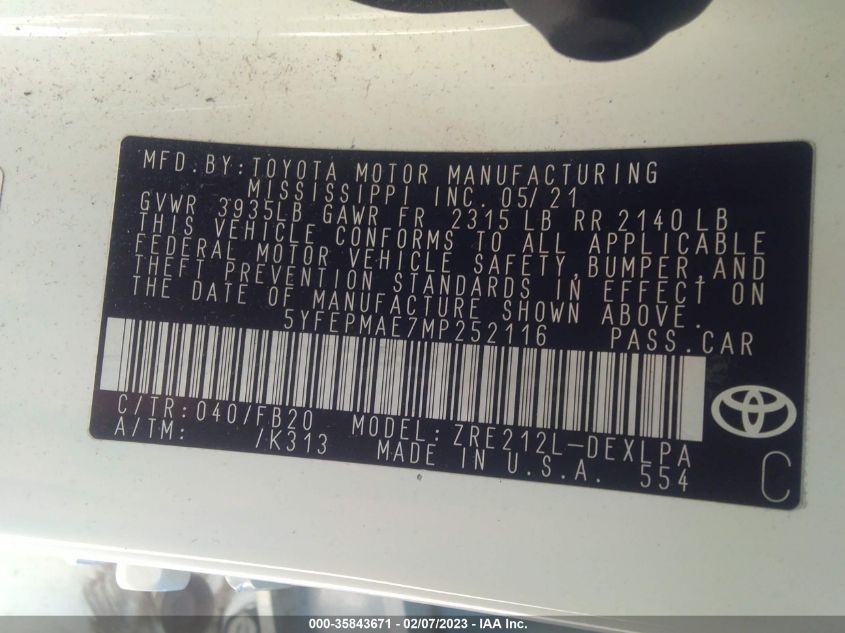 MFD.BY:TOYOTA MOTOR MANUFACTURING
MISSISSIPPI INC. 05/21
GVWR 3935LB GAWR FR 2315 LB RR 2140LB
THIS VEHICLE CONFORMS TO ALL APPLICABLE
FEDERAL MOTOR VEHICLE SAFETY,BUMPER AND
THEFT PREVENTION STANDARDS IN EFFECT ON
THE DATE OF MANUFACTURE SHOWN ABOVE.
5YFEPMAE7MP252116 PASS.CAR
C/TR:040/FB20 MODEL: ZRE212L-DEXLPA
A/TM: /K313 MADE IN U.S.A. 554
C
000-35843671 - 02/07/2023 - IAA Inc.